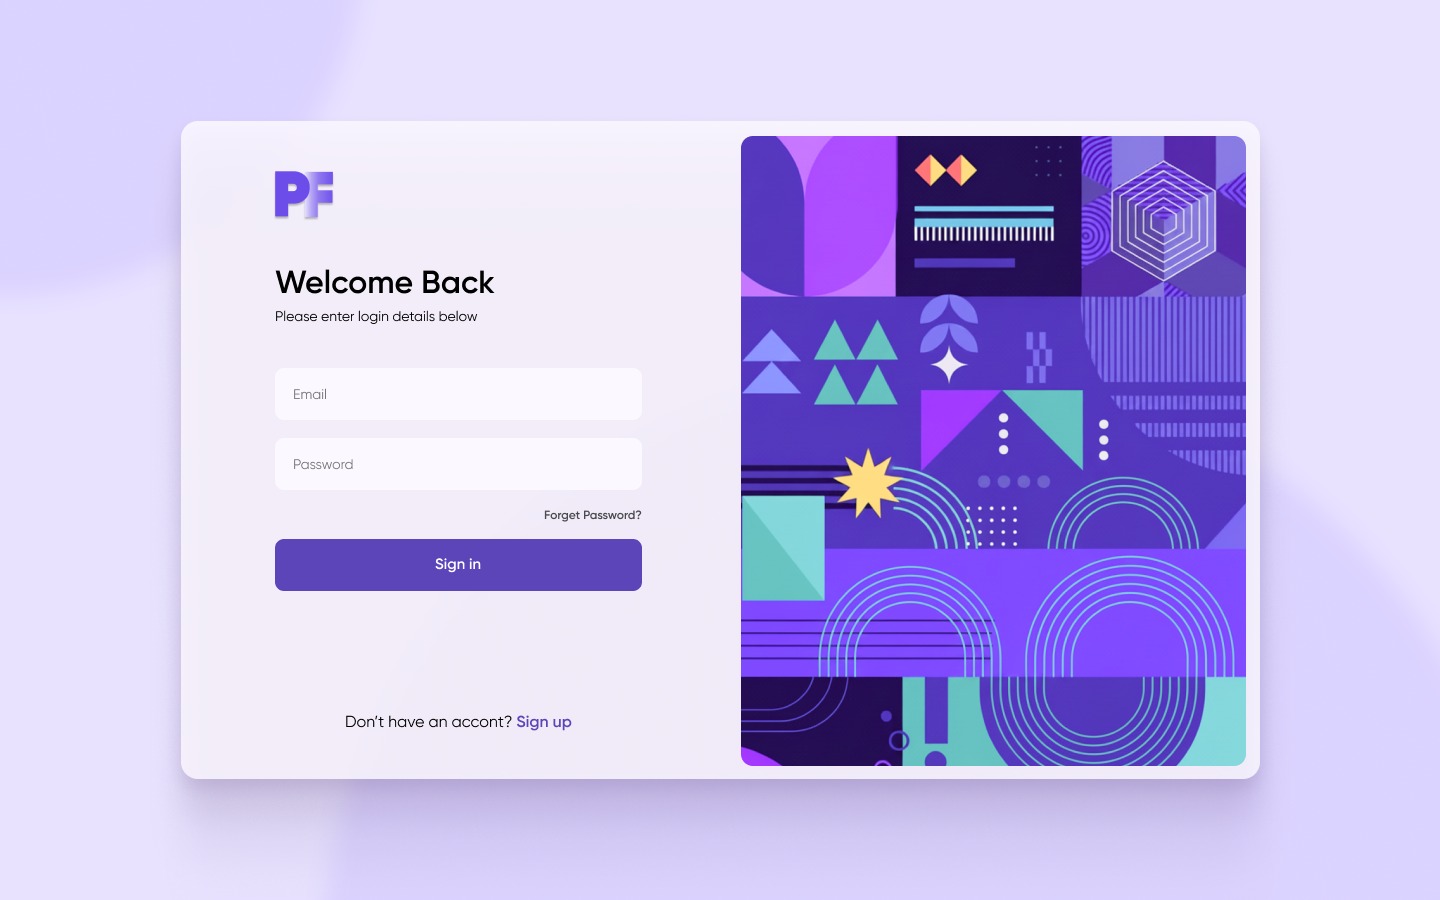 PF
Welcome Back
Please enter login details below
Email
Password
Forget Password?
Sign in
Don’t have an accont? Sign up